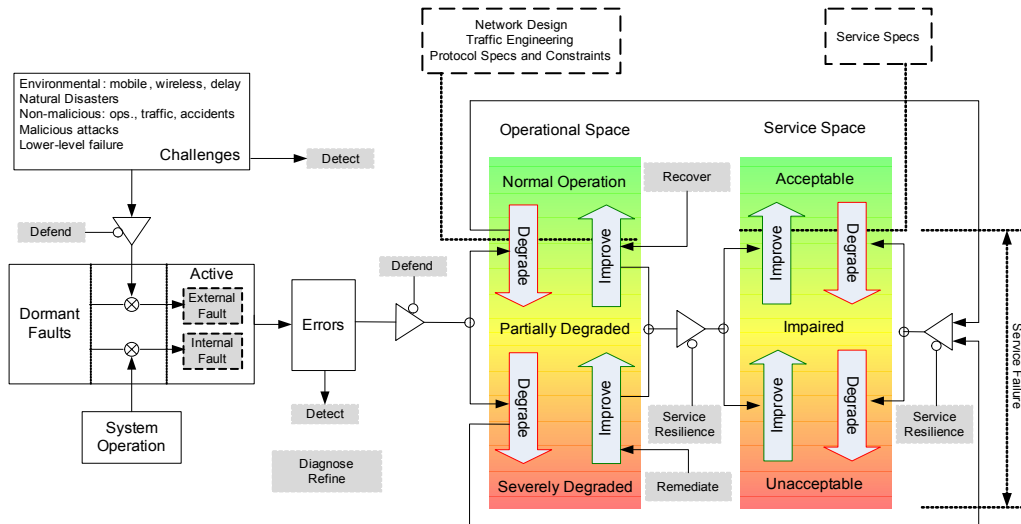 Network Design
Traffic Engineering
Protocol Specs and Constraints
Service Specs
Environmental: mobile, wireless, delay
Natural Disasters
Non-malicious: ops., traffic, accidents
Malicious attacks
Lower-level failure
Challenges
Detect
Operational Space
Service Space
Normal Operation
Recover
Acceptable
Defend
Degrade
Improve
Improve
Degrade
Dormant Faults
Active
External Fault
Internal Fault
Errors
Defend
Partially Degraded
Impaired
Service Failure
Degrade
Improve
Improve
Degrade
System
Operation
Detect
Service
Resilience
Service
Resilience
Diagnose
Refine
Severely Degraded
Remediate
Unacceptable